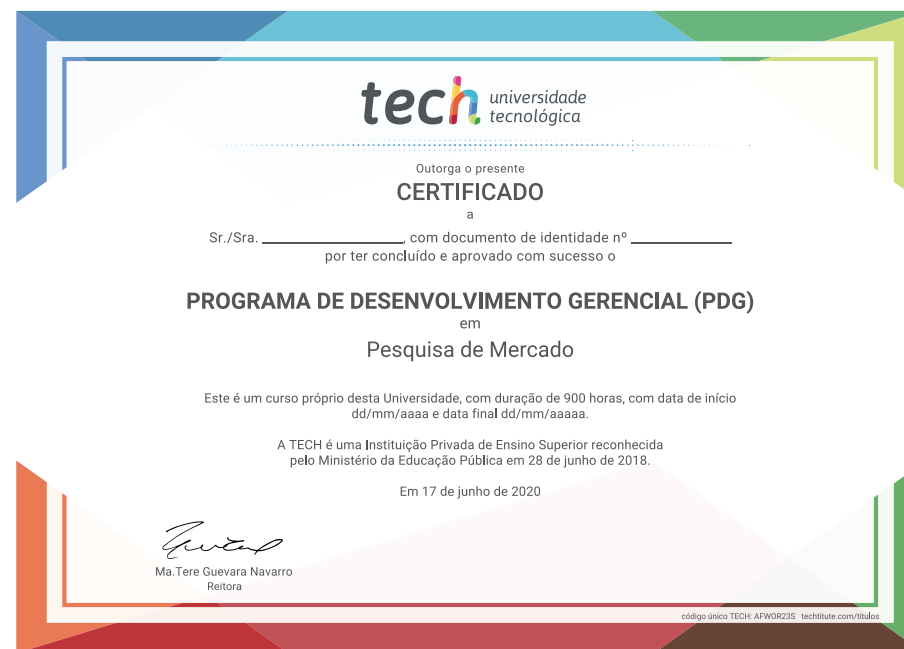 tech universidade
tecnológica
Outorga o presente
CERTIFICADO
a
Sr./Sra. ____________, com documento de identidade nº ____________
por ter concluído e aprovado com sucesso o
PROGRAMA DE DESENVOLVIMENTO GERENCIAL (PDG)
em
Pesquisa de Mercado
Este é um curso próprio desta Universidade, com duração de 900 horas, com data de início
dd/mm/aaaa e data final dd/mm/aaaaa.
A TECH é uma Instituição Privada de Ensino Superior reconhecida
pelo Ministério da Educação Pública em 28 de junho de 2018.
Em 17 de junho de 2020
Ma.Tere Guevara Navarro
Reitora
código único TECH: AFWOR23S techtitute.com/titulos